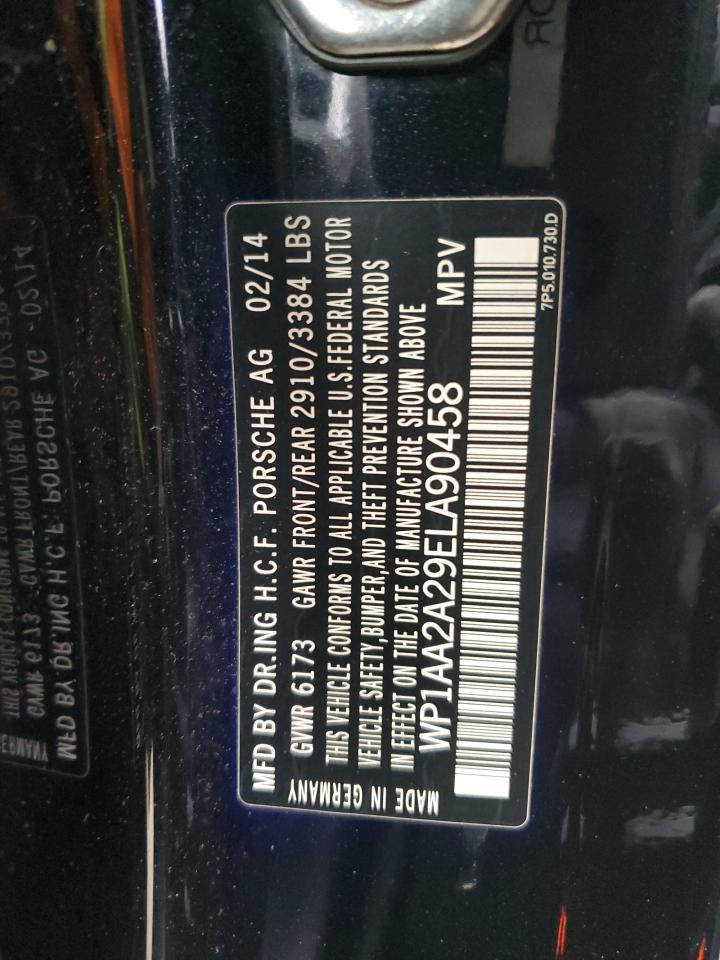 MFD BY DR.ING H.C.F. PORSCHE AG 02/14
GVWR 6173 GAWR FRONT/REAR 2910/3384 LBS
THIS VEHICLE CONFORMS TO ALL APPLICABLE U.S.FEDERAL MOTOR
VEHICLE SAFETY,BUMPER,AND THEFT PREVENTION STANDARDS
IN EFFECT ON THE DATE OF MANUFACTURE SHOWN ABOVE
WP1AA2A29ELA90458 MPV
MADE IN GERMANY
7P5.010.730.D